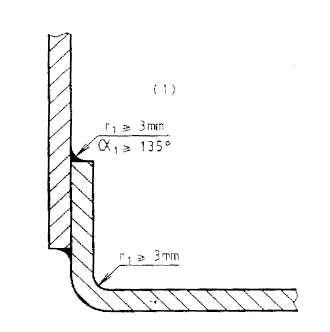 (1)
r₁ ≥ 3mm
α₁ ≥ 135°
r₁ ≥ 3mm